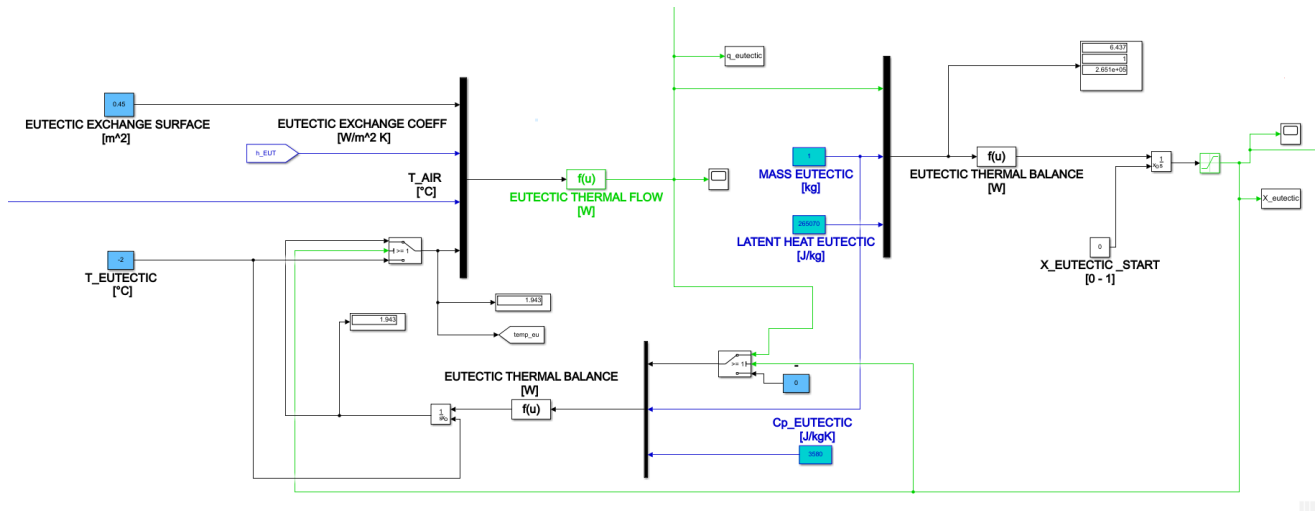 0.45
EUTECTIC EXCHANGE SURFACE
[m^2]
EUTECTIC EXCHANGE COEFF
[W/m^2 K]
h_EUT
T_AIR
[°C]
-2
T_EUTECTIC
[°C]
>= 1
1.943
1.943
temp_eu
f(u)
EUTECTIC THERMAL FLOW
[W]
q_eutectic
1
MASS EUTECTIC
[kg]
265070
LATENT HEAT EUTECTIC
[J/kg]
6.437
1
2.651e+05
f(u)
EUTECTIC THERMAL BALANCE
[W]
0
X_EUTECTIC _START
[0 - 1]
X_eutectic
>= 1
-
0
Cp_EUTECTIC
[J/kgK]
3580
EUTECTIC THERMAL BALANCE
[W]
f(u)